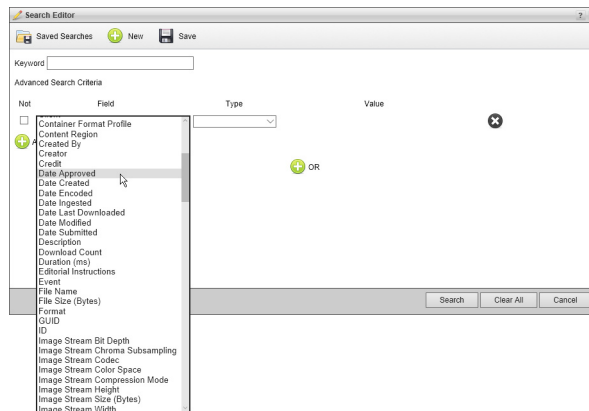 Search Editor ?
Saved Searches New Save
Keyword
Advanced Search Criteria
Not Field Type Value
Container Format Profile
Content Region
Created By
Creator
Credit
Date Approved
OR
Date Created
Date Encoded
Date Ingested
Date Last Downloaded
Date Modified
Date Submitted
Description
Download Count
Duration (ms)
Editorial Instructions
Event
File Name
File Size (Bytes)
Search Clear All Cancel
Format
GUID
ID
Image Stream Bit Depth
Image Stream Chroma Subsampling
Image Stream Codec
Image Stream Color Space
Image Stream Compression Mode
Image Stream Height
Image Stream Size (Bytes)
Image Stream Width